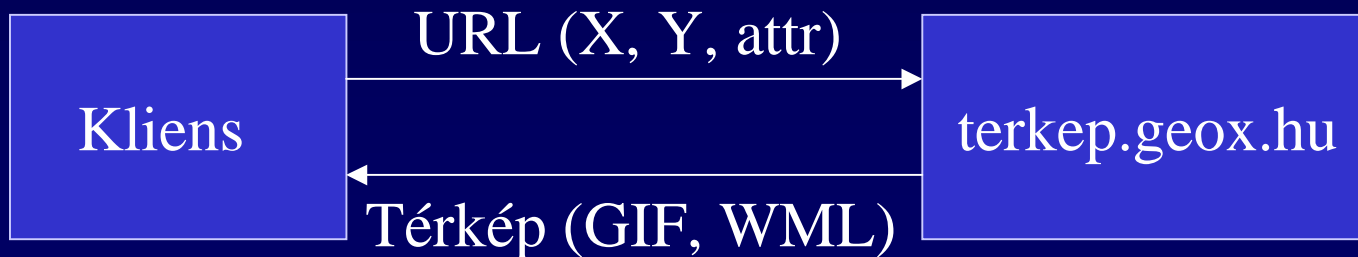 URL (X, Y, attr)
Kliens
terkep.geox.hu
Térkép (GIF, WML)